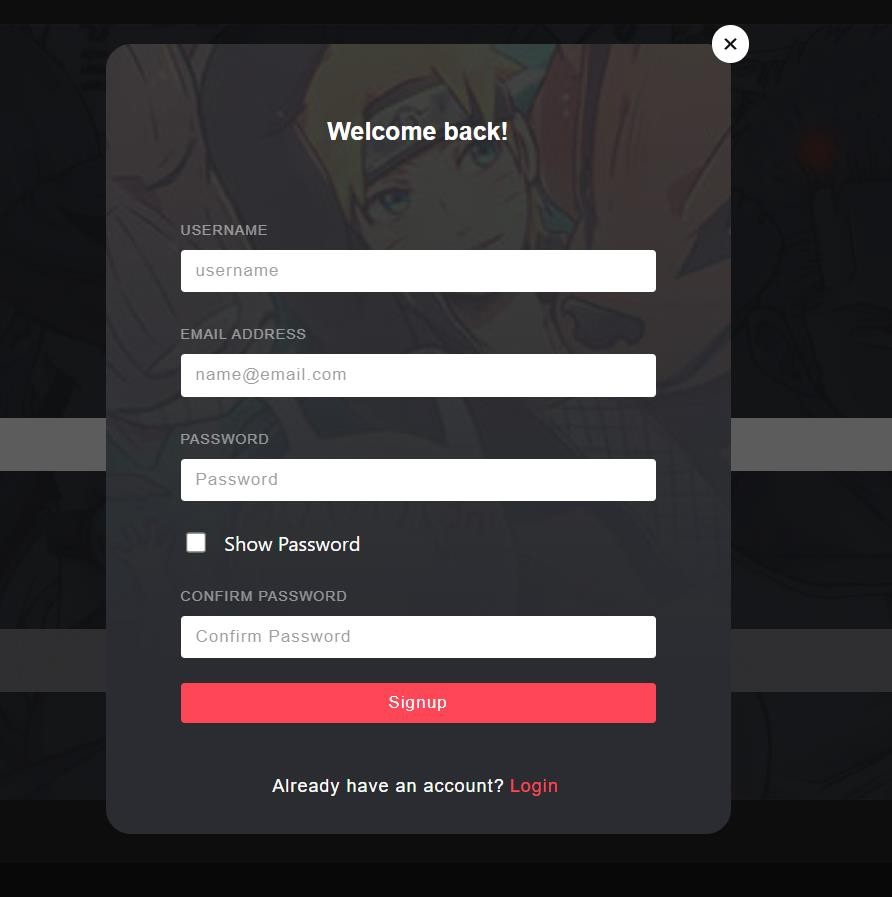 Welcome back!
USERNAME
username
EMAIL ADDRESS
name@email.com
PASSWORD
Password
Show Password
CONFIRM PASSWORD
Confirm Password
Signup
Already have an account? Login